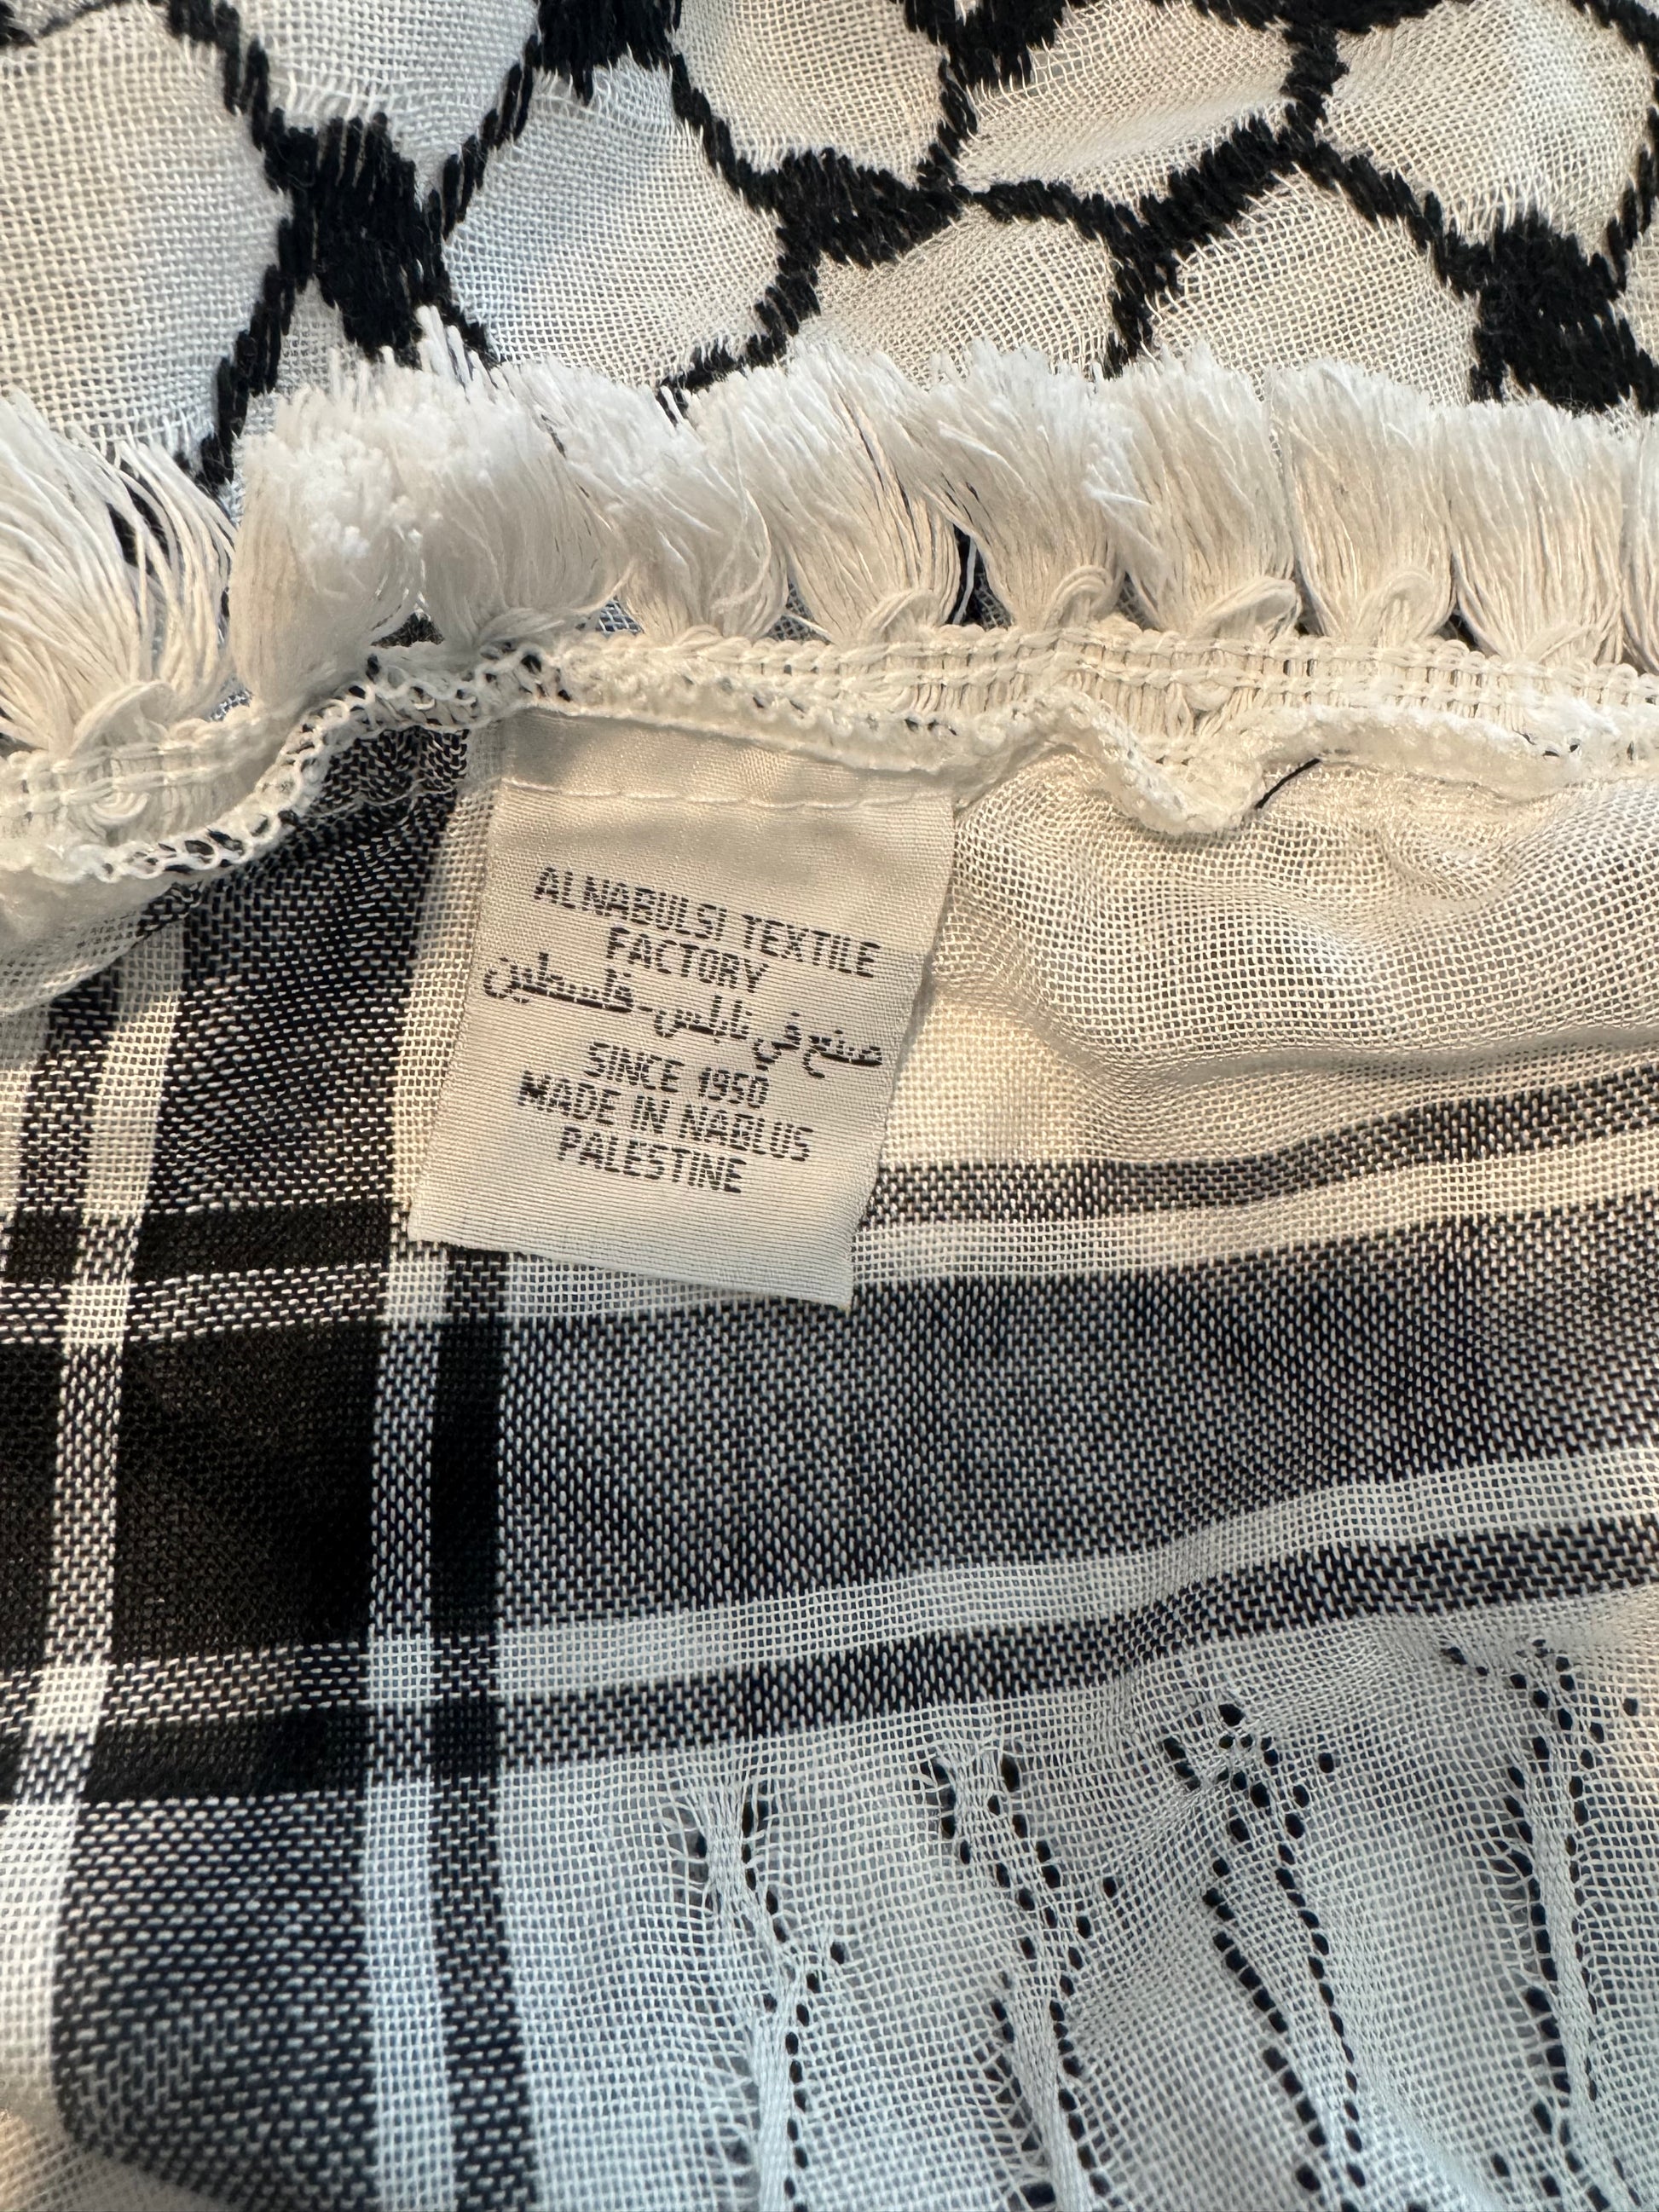 ALNABULSI TEXTILE
FACTORY
صنع في نابلس-فلسطين
SINCE 1950
MADE IN NABLUS
PALESTINE